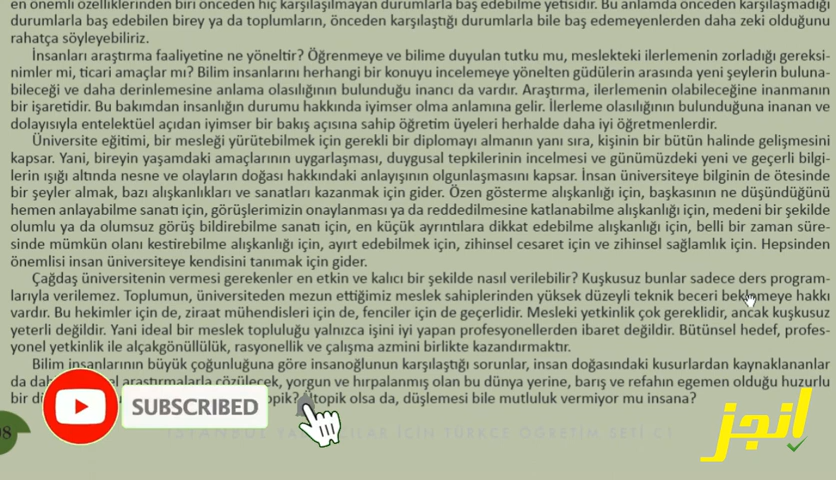 en önemli özelliklerinden biri önceden hiç karşılaşılmayan durumlarla baş edebilme yetisidir. Bu anlamda önceden karşılaşmadığı
durumlarla baş edebilen birey ya da toplumların, önceden karşılaştığı durumlarla bile baş edemeyenlerden daha zeki olduğunu
rahatça söyleyebiliriz.
İnsanları araştırma faaliyetine ne yöneltir? Öğrenmeye ve bilime duyulan tutku mu, meslekteki ilerlemenin zorladığı gereksi-
nimler mi, ticari amaçlar mı? Bilim insanlarını herhangi bir konuyu incelemeye yönelten güdülerin arasında yeni şeylerin buluna-
bileceği ve daha derinlemesine anlama olasılığının bulunduğu inancı da vardır. Araştırma, ilerlemenin olabileceğine inanmanın
bir işaretidir. Bu bakımdan insanlığın durumu hakkında iyimser olma anlamına gelir. İlerleme olasılığının bulunduğuna inanan ve
dolayısıyla entelektüel açıdan iyimser bir bakış açısına sahip öğretim üyeleri herhalde daha iyi öğretmenlerdir.
Üniversite eğitimi, bir mesleği yürütebilmek için gerekli bir diplomayı almanın yanı sıra, kişinin bir bütün halinde gelişmesini
kapsar. Yani, bireyin yaşamdaki amaçlarının uygarlaşması, duygusal tepkilerinin incelmesi ve günümüzdeki yeni ve geçerli bilgi-
lerin ışığı altında nesne ve olayların doğası hakkındaki anlayışının olgunlaşmasını kapsar. İnsan üniversiteye bilginin de ötesinde
bir şeyler almak, bazı alışkanlıkları ve sanatları kazanmak için gider. Özen gösterme alışkanlığı için, başkasının ne düşündüğünü
hemen anlayabilme sanatı için, görüşlerimizin onaylanması ya da reddedilmesine katlanabilme alışkanlığı için, medeni bir şekilde
olumlu ya da olumsuz görüş bildirebilme sanatı için, en küçük ayrıntılara dikkat edebilme alışkanlığı için, belli bir zaman süre-
sinde mümkün olanı kestirebilme alışkanlığı için, ayırt edebilmek için, zihinsel cesaret için ve zihinsel sağlamlık için. Hepsinden
önemlisi insan üniversiteye kendisini tanımak için gider.
Çağdaş üniversitenin vermesi gerekenler en etkin ve kalıcı bir şekilde nasıl verilebilir? Kuşkusuz bunlar sadece ders program-
larıyla verilemez. Toplumun, üniversiteden mezun ettiğimiz meslek sahiplerinden yüksek düzeyli teknik beceri beklemeye hakkı
vardır. Bu hekimler için de, ziraat mühendisleri için de, fenciler için de geçerlidir. Mesleki yetkinlik çok gereklidir, ancak kuşkusuz
yeterli değildir. Yani ideal bir meslek topluluğu yalnızca işini iyi yapan profesyonellerden ibaret değildir. Bütünsel hedef, profes-
yonel yetkinlik ile alçakgönüllülük, rasyonellik ve çalışma azmini birlikte kazandırmaktır.
Bilim insanlarının büyük çoğunluğuna göre insanoğlunun karşılaştığı sorunlar, insan doğasındaki kusurlardan kaynaklananlar
da araştırmalarla çözülecek, yorgun ve hırpalanmış olan bu dünya yerine, barış ve refahın egemen olduğu huzurlu
bir olsa da, düşlemesi bile mutluluk vermiyor mu insana?
SUBSCRIBED
İSTANBUL YABANCILAR İÇİN TÜRKÇE ÖĞRETİM SETİ C1
انجز